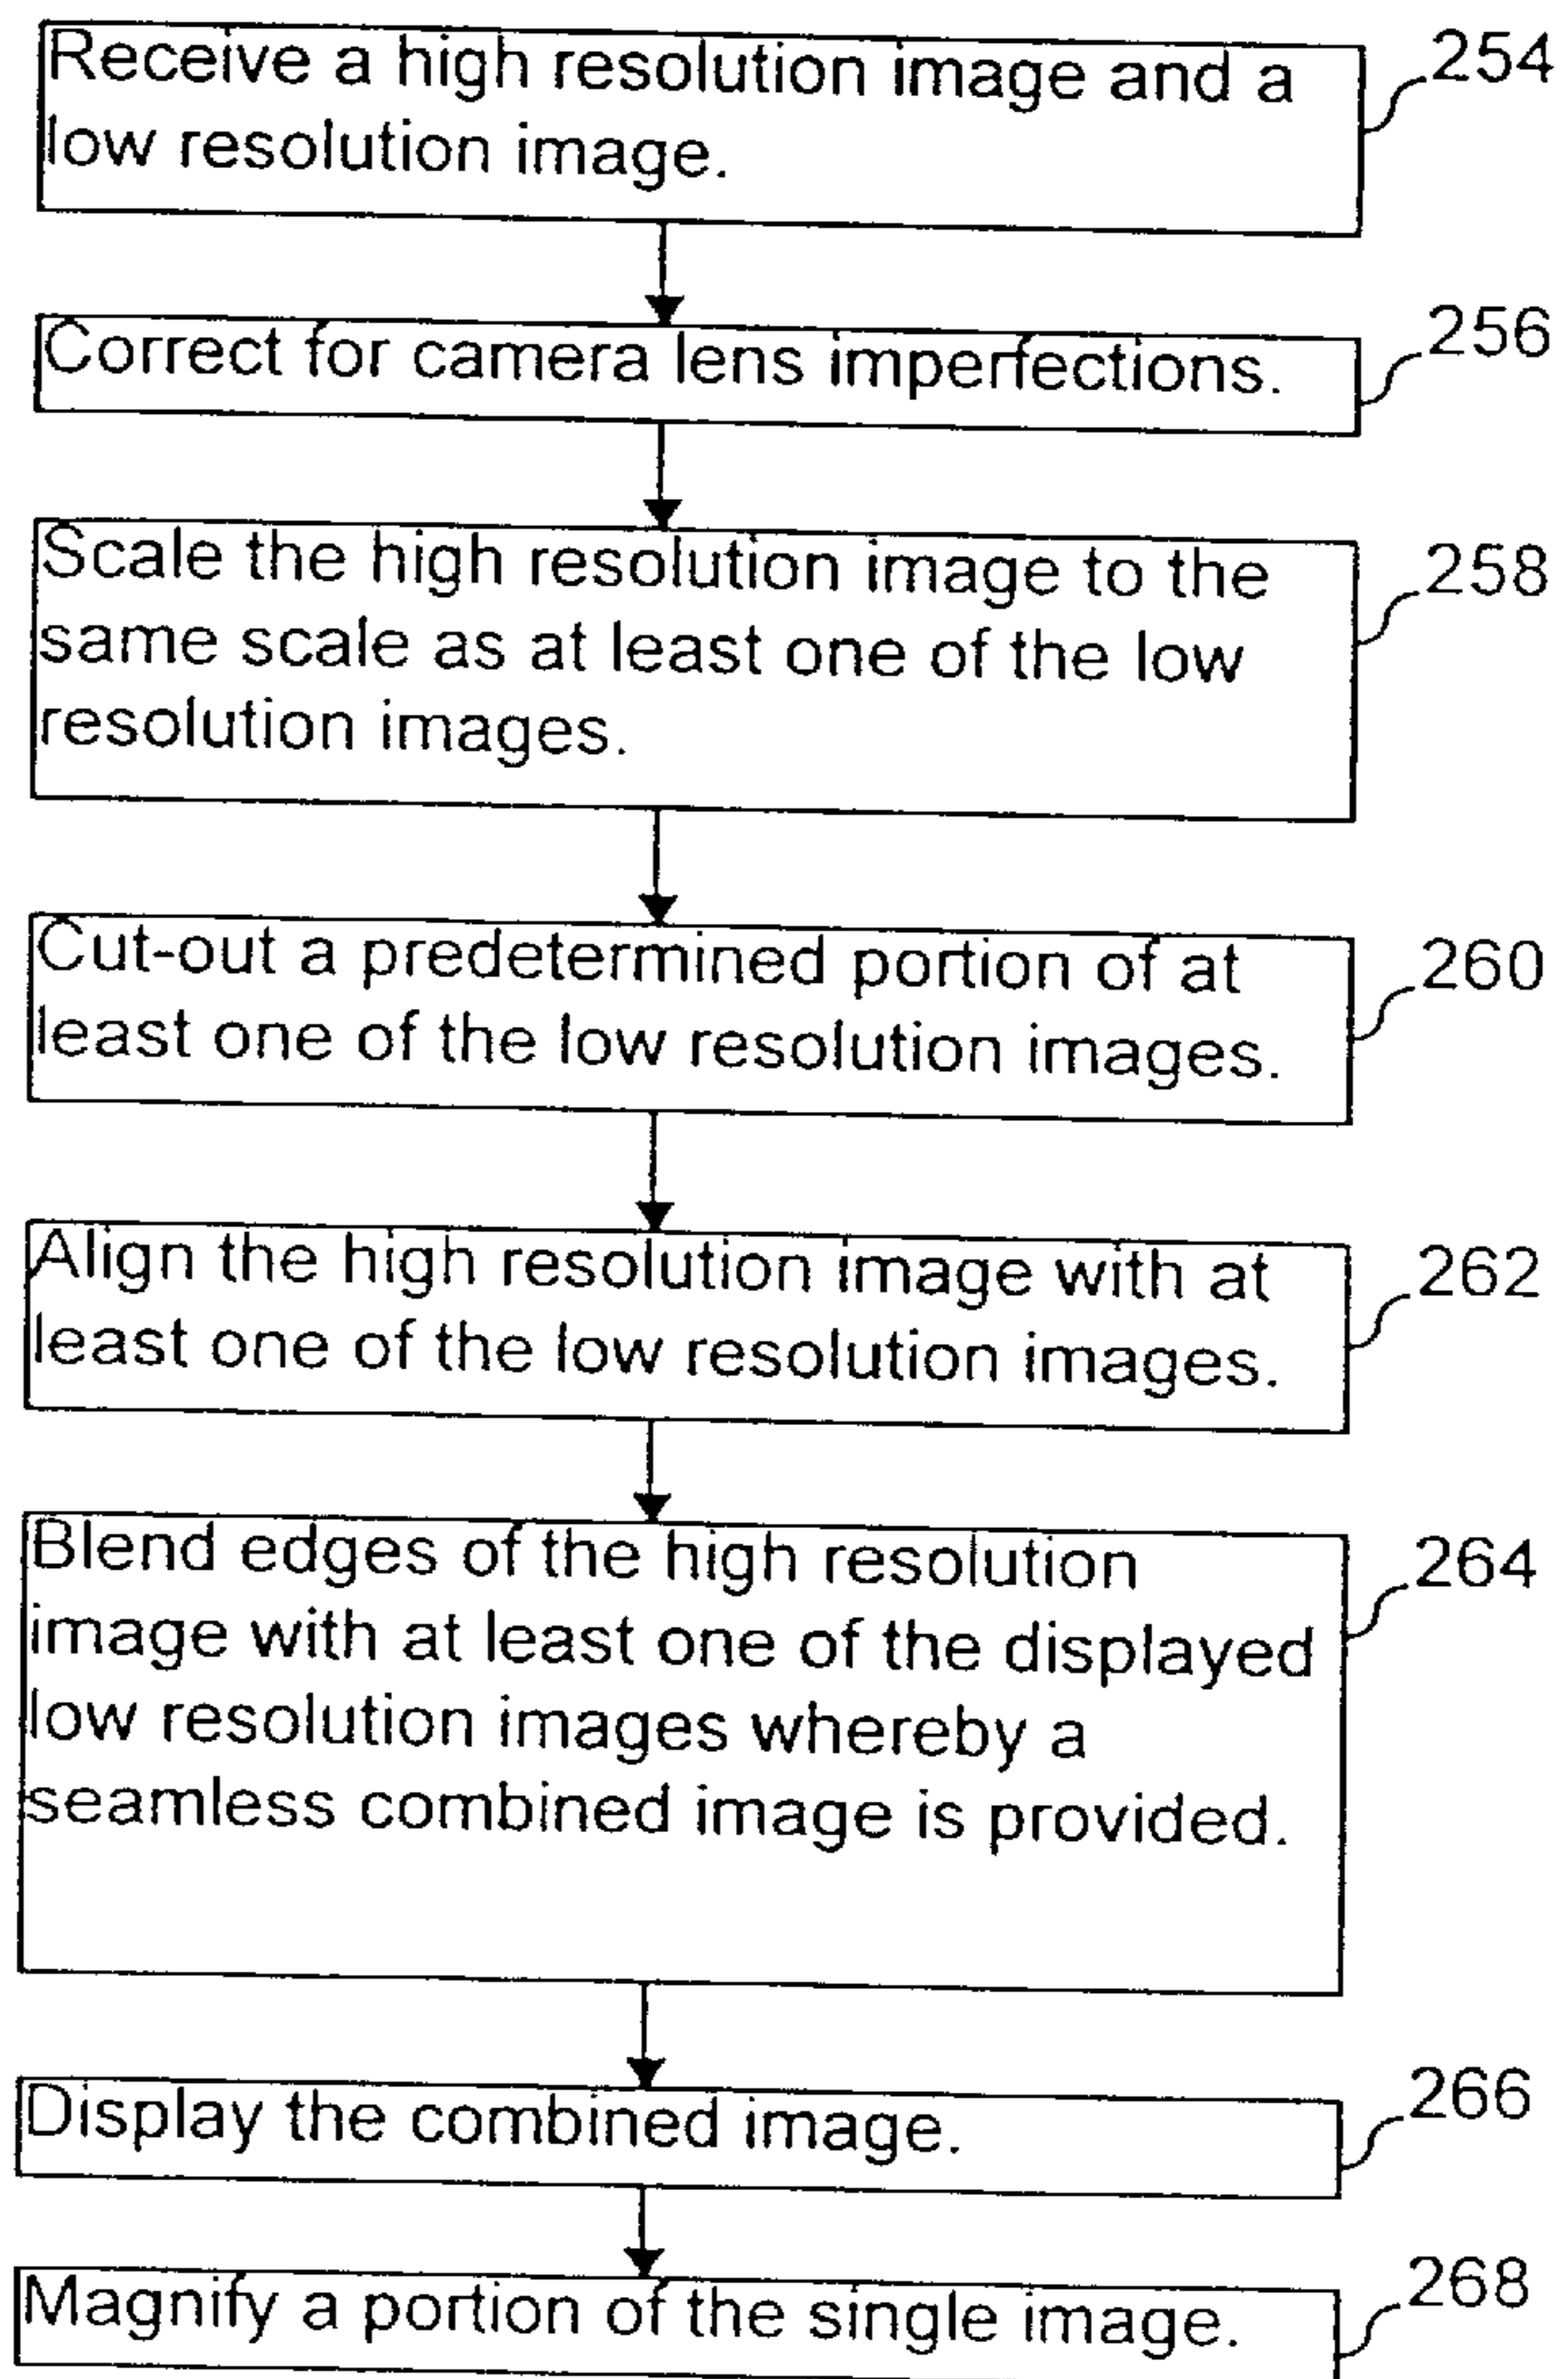 Receive a high resolution image and a
low resolution image.
254
Correct for camera lens imperfections.
256
Scale the high resolution image to the
same scale as at least one of the low
resolution images.
258
Cut-out a predetermined portion of at
least one of the low resolution images.
260
Align the high resolution image with at
least one of the low resolution images.
262
Blend edges of the high resolution
image with at least one of the displayed
low resolution images whereby a
seamless combined image is provided.
264
Display the combined image.
266
Magnify a portion of the single image.
268